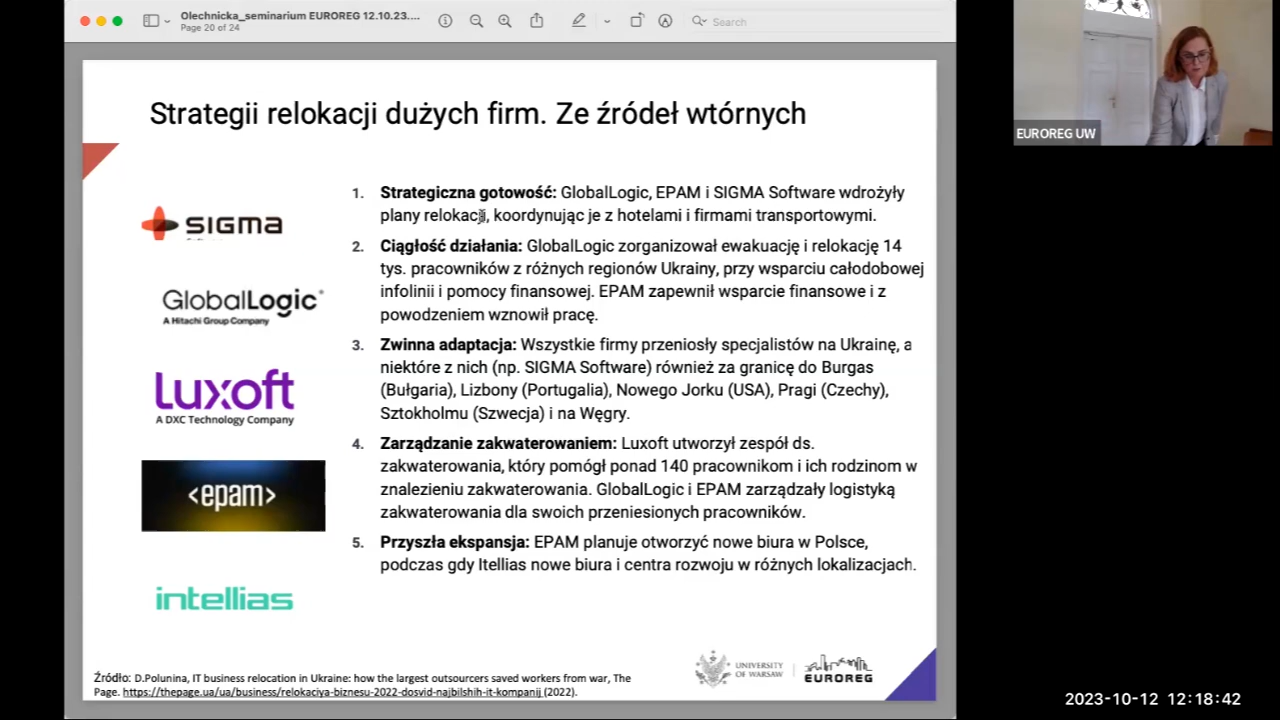 Olechnicka_seminarium EUROREG 12.10.23....
Page 20 of 24
Search
EUROREG UW
Strategii relokacji dużych firm. Ze źródeł wtórnych
SIGMA
GlobalLogic®
A Hitachi Group Company
Luxoft
A DXC Technology Company
<epam>
intellias
1. Strategiczna gotowość: GlobalLogic, EPAM i SIGMA Software wdrożyły
plany relokacji, koordynując je z hotelami i firmami transportowymi.
2. Ciągłość działania: GlobalLogic zorganizował ewakuację i relokację 14
tys. pracowników z różnych regionów Ukrainy, przy wsparciu całodobowej
infolinii i pomocy finansowej. EPAM zapewnił wsparcie finansowe i z
powodzeniem wznowił pracę.
3. Zwinna adaptacja: Wszystkie firmy przeniosły specjalistów na Ukrainę, a
niektóre z nich (np. SIGMA Software) również za granicę do Burgas
(Bułgaria), Lizbony (Portugalia), Nowego Jorku (USA), Pragi (Czechy),
Sztokholmu (Szwecja) i na Węgry.
4. Zarządzanie zakwaterowaniem: Luxoft utworzył zespół ds.
zakwaterowania, który pomógł ponad 140 pracownikom i ich rodzinom w
znalezieniu zakwaterowania. GlobalLogic i EPAM zarządzały logistyką
zakwaterowania dla swoich przeniesionych pracowników.
5. Przyszła ekspansja: EPAM planuje otworzyć nowe biura w Polsce,
podczas gdy Itellias nowe biura i centra rozwoju w różnych lokalizacjach.
Źródło: D.Polunina, IT business relocation in Ukraine: how the largest outsourcers saved workers from war, The
Page. https://thepage.ua/ua/business/relokaciya-biznesu-2022-dosvid-najbilshih-it-kompanij (2022).
UNIVERSITY
OF WARSAW
EUROREG
2023-10-12 12:18:42